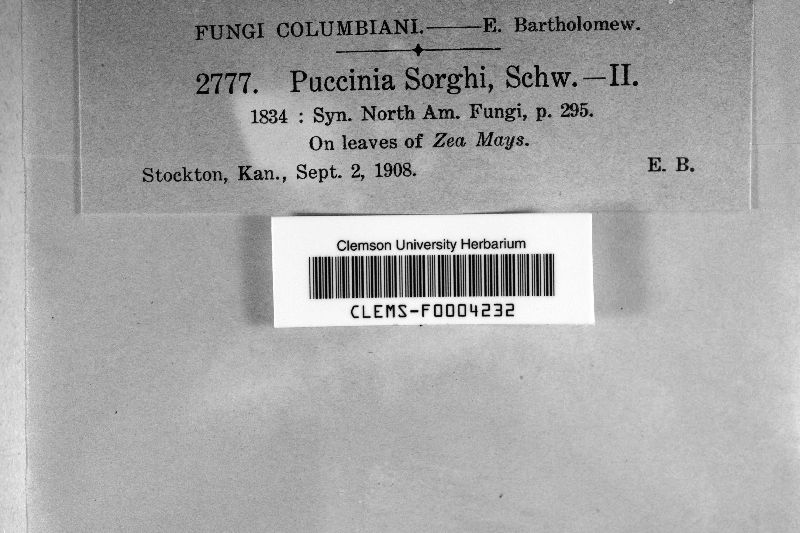 FUNGI COLUMBIANI.——E. Bartholomew.
2777. Puccinia Sorghi, Schw.—II.
1834 : Syn. North Am. Fungi, p. 295.
On leaves of Zea Mays.
Stockton, Kan., Sept. 2, 1908. E. B.
Clemson University Herbarium
CLEMS-F0004232